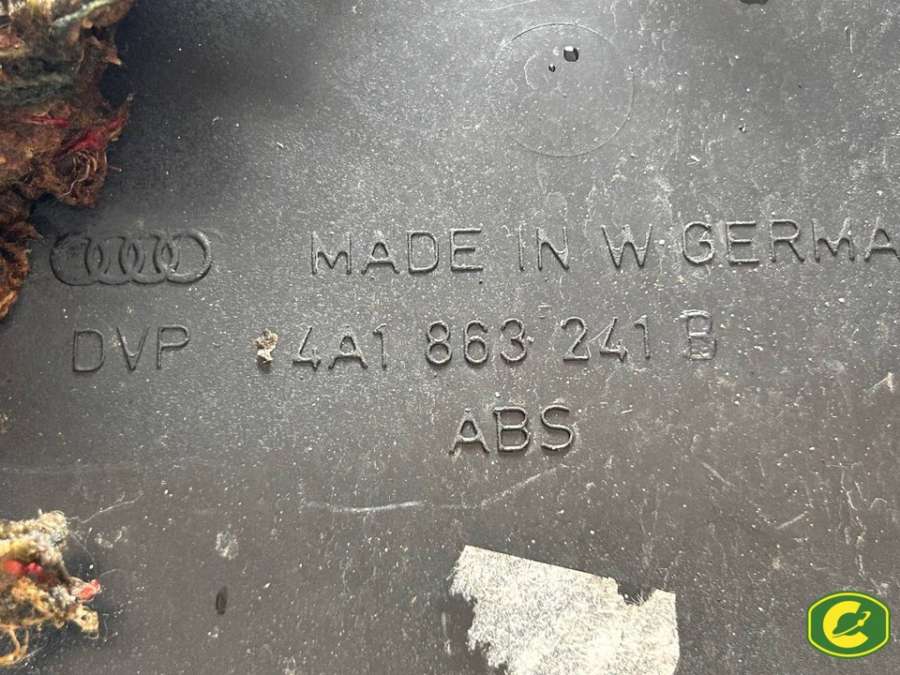 MADE IN W GERMA
DVP 4A1 863 241 B
ABS